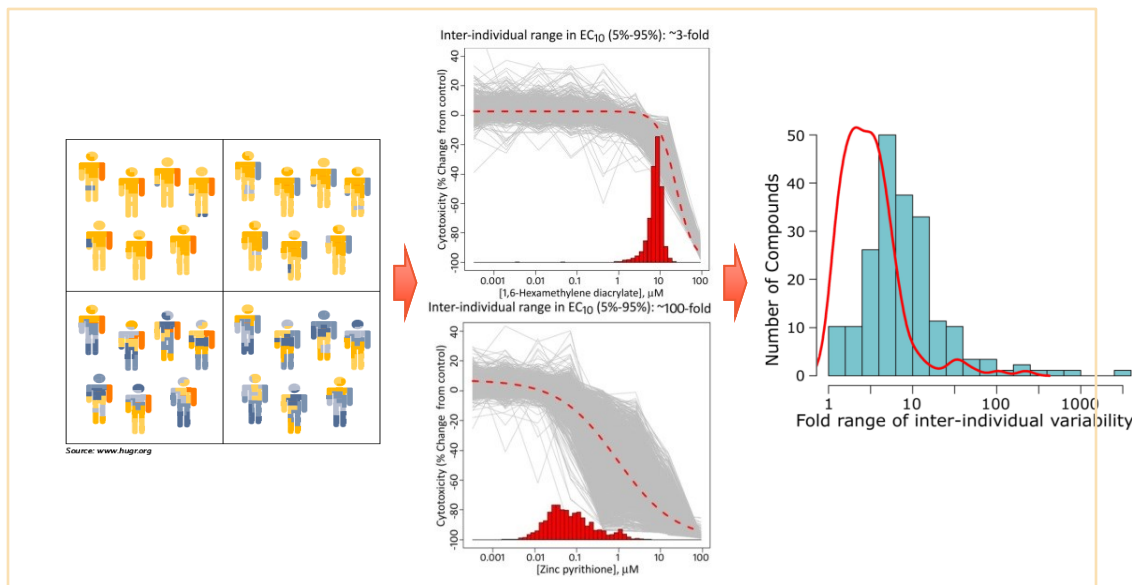 Source: www.hugr.org
Inter-individual range in EC10 (5%-95%): ~3-fold
Cytotoxicity (% Change from control)
40
20
0
-20
-40
-60
-80
-100
0.001 0.01 0.1 1 10 100
[1,6-Hexamethylene diacrylate], µM
Inter-individual range in EC10 (5%-95%): ~100-fold
Cytotoxicity (% Change from control)
40
20
0
-20
-40
-60
-80
-100
0.001 0.01 0.1 1 10 100
[Zinc pyrithione], µM
Number of Compounds
50
40
30
20
10
0
1 10 100 1000
Fold range of inter-individual variability